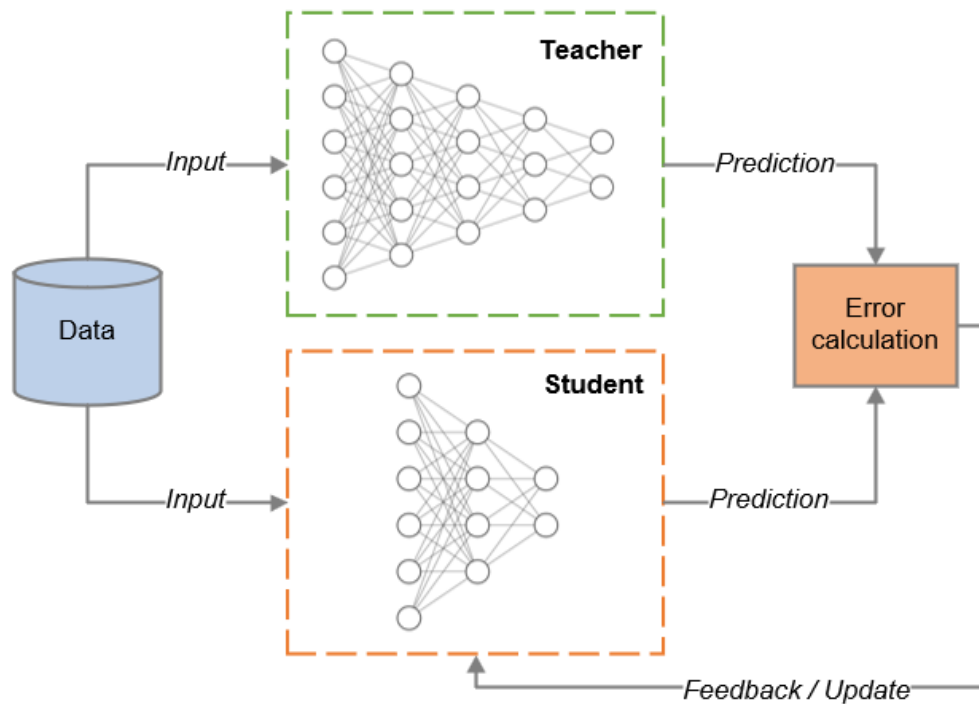 Teacher
Input
Prediction
Data
Error
calculation
Student
Input
Prediction
Feedback / Update